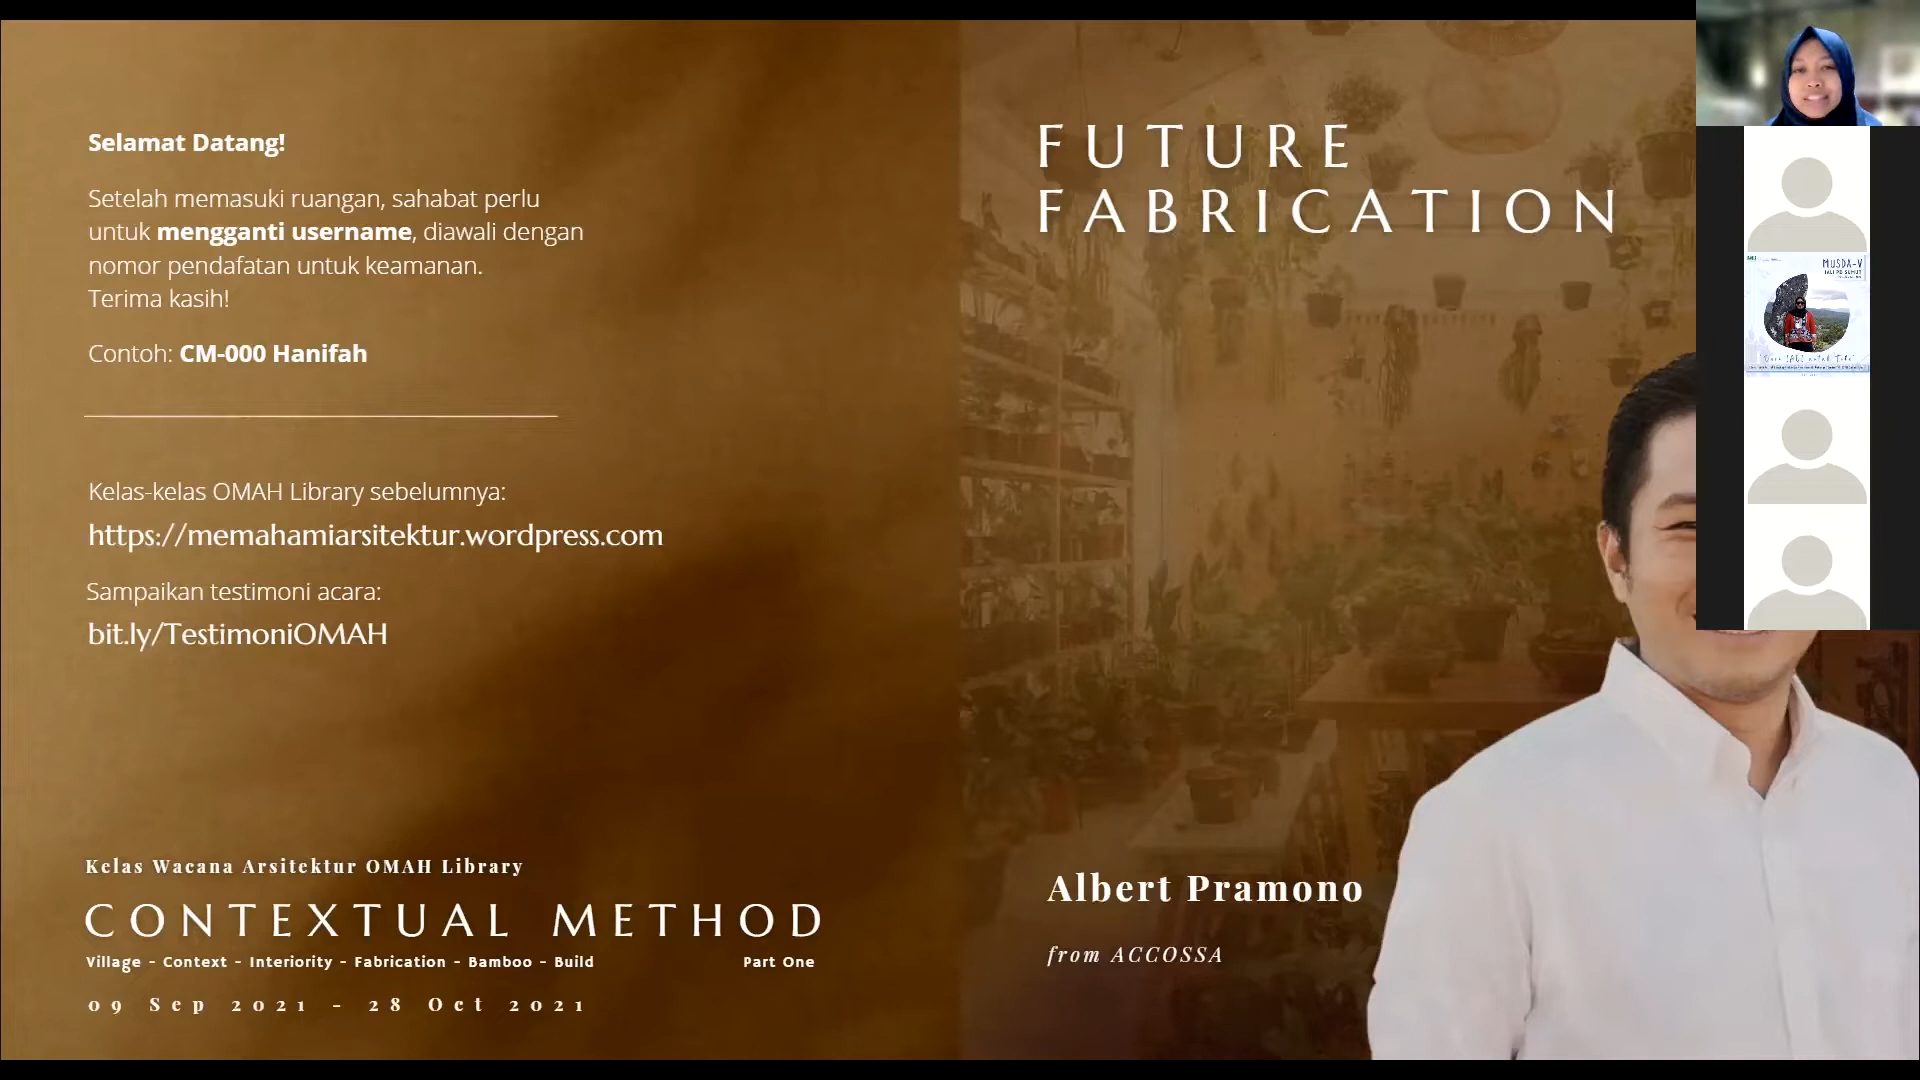 Selamat Datang!
Setelah memasuki ruangan, sahabat perlu
untuk mengganti username, diawali dengan
nomor pendafatan untuk keamanan.
Terima kasih!
Contoh: CM-000 Hanifah
Kelas-kelas OMAH Library sebelumnya:
https://memahamiarsitektur.wordpress.com
Sampaikan testimoni acara:
bit.ly/TestimoniOMAH
Kelas Wacana Arsitektur OMAH Library
CONTEXTUAL METHOD
Village - Context - Interiority - Fabrication - Bamboo - Build Part One
09 Sep 2021 - 28 Oct 2021
FUTURE
FABRICATION
Albert Pramono
from ACCOSSA
MUSDA-V
IALI PD SUMUT